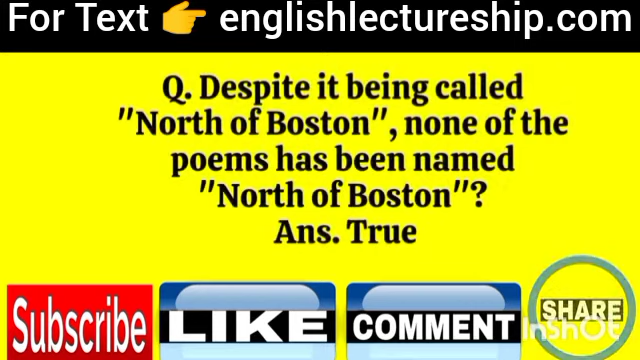 For Text 👉 englishlectureship.com
Q. Despite it being called
"North of Boston", none of the
poems has been named
"North of Boston"?
Ans. True
Subscribe
LIKE
COMMENT
SHARE
InShOt